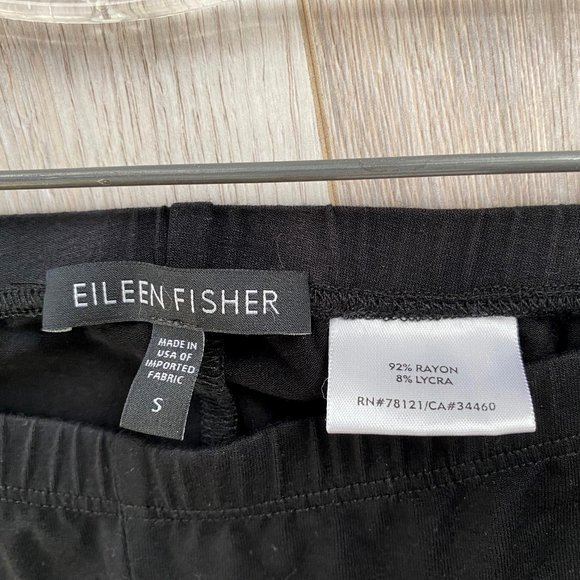 EILEEN FISHER
MADE IN
USA OF
IMPORTED
FABRIC
S
92% RAYON
8% LYCRA
RN#78121/CA#34460